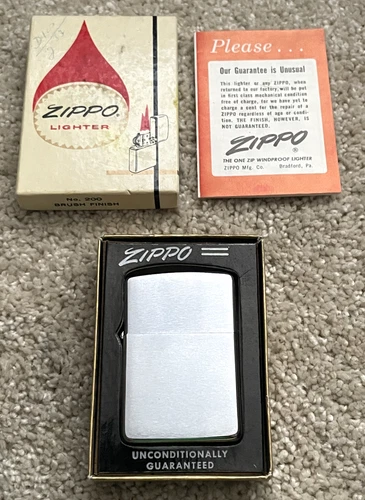 ZIPPO
LIGHTER
No. 200
BRUSH FINISH
Please...
Our Guarantee is Unusual
This lighter or any ZIPPO, when
returned to our factory, will be put
in first class mechanical condition
free of charge, for we have yet to
charge a cent for the repair of a
ZIPPO regardless of age or condi-
tion. THE FINISH, HOWEVER, IS
NOT GUARANTEED.
ZIPPO
®
THE ONE ZIP WINDPROOF LIGHTER
ZIPPO Mfg. Co. Bradford, Pa.
ZIPPO
UNCONDITIONALLY
GUARANTEED